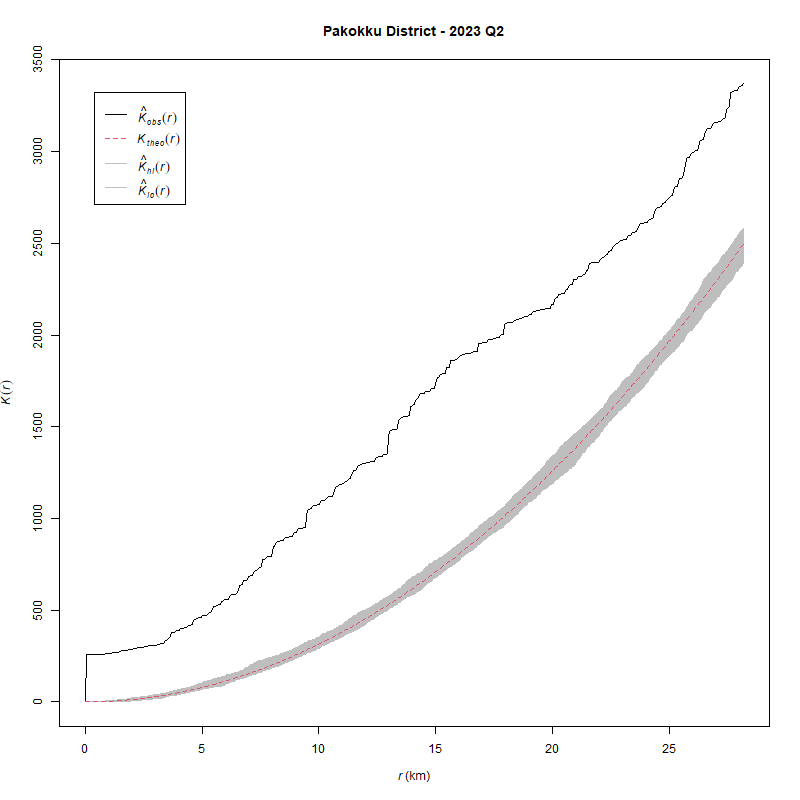 Pakokku District - 2023 Q2
K̂obs(r)
Ktheo(r)
K̂hi(r)
K̂lo(r)
K(r)
3500
3000
2500
2000
1500
1000
500
0
0 5 10 15 20 25
r (km)